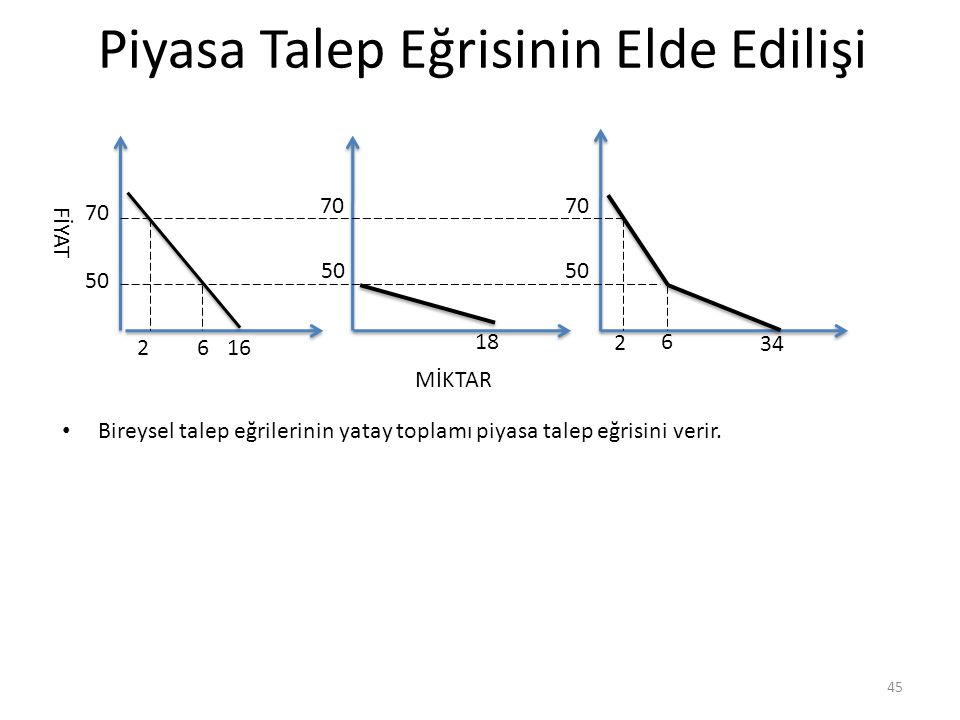 Piyasa Talep Eğrisinin Elde Edilişi
FİYAT
70
50
2 6 16
70
50
18
70
50
2 6 34
MİKTAR
• Bireysel talep eğrilerinin yatay toplamı piyasa talep eğrisini verir.
45